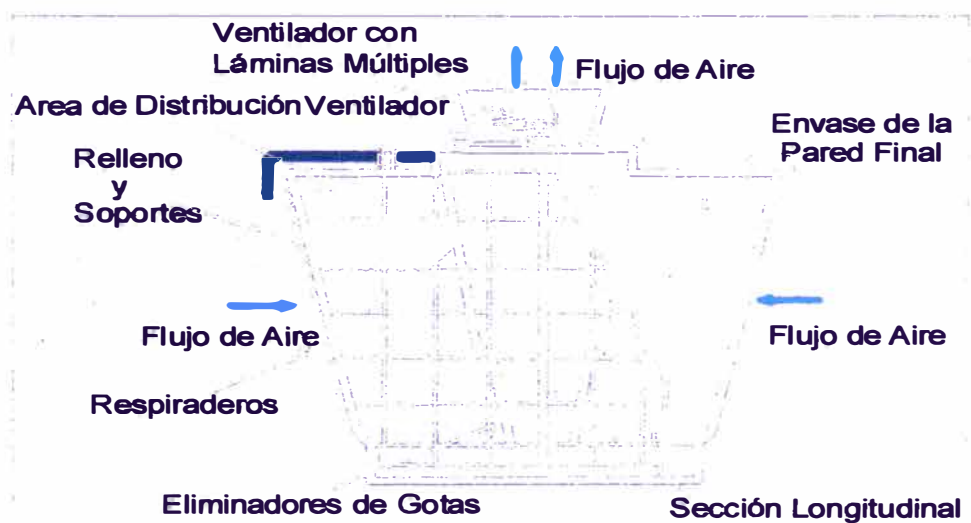 Ventilador con
Láminas Múltiples
Flujo de Aire
Area de Distribución Ventilador
Envase de la
Pared Final
Relleno
y
Soportes
Flujo de Aire
Flujo de Aire
Respiraderos
Eliminadores de Gotas
Sección Longitudinal